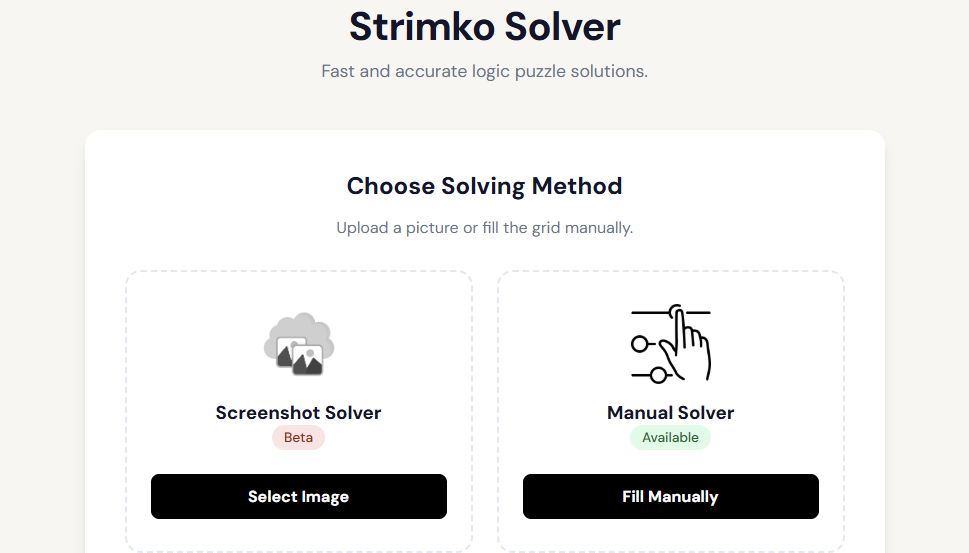 Strimko Solver
Fast and accurate logic puzzle solutions.
Choose Solving Method
Upload a picture or fill the grid manually.
Screenshot Solver
Beta
Select Image
Manual Solver
Available
Fill Manually